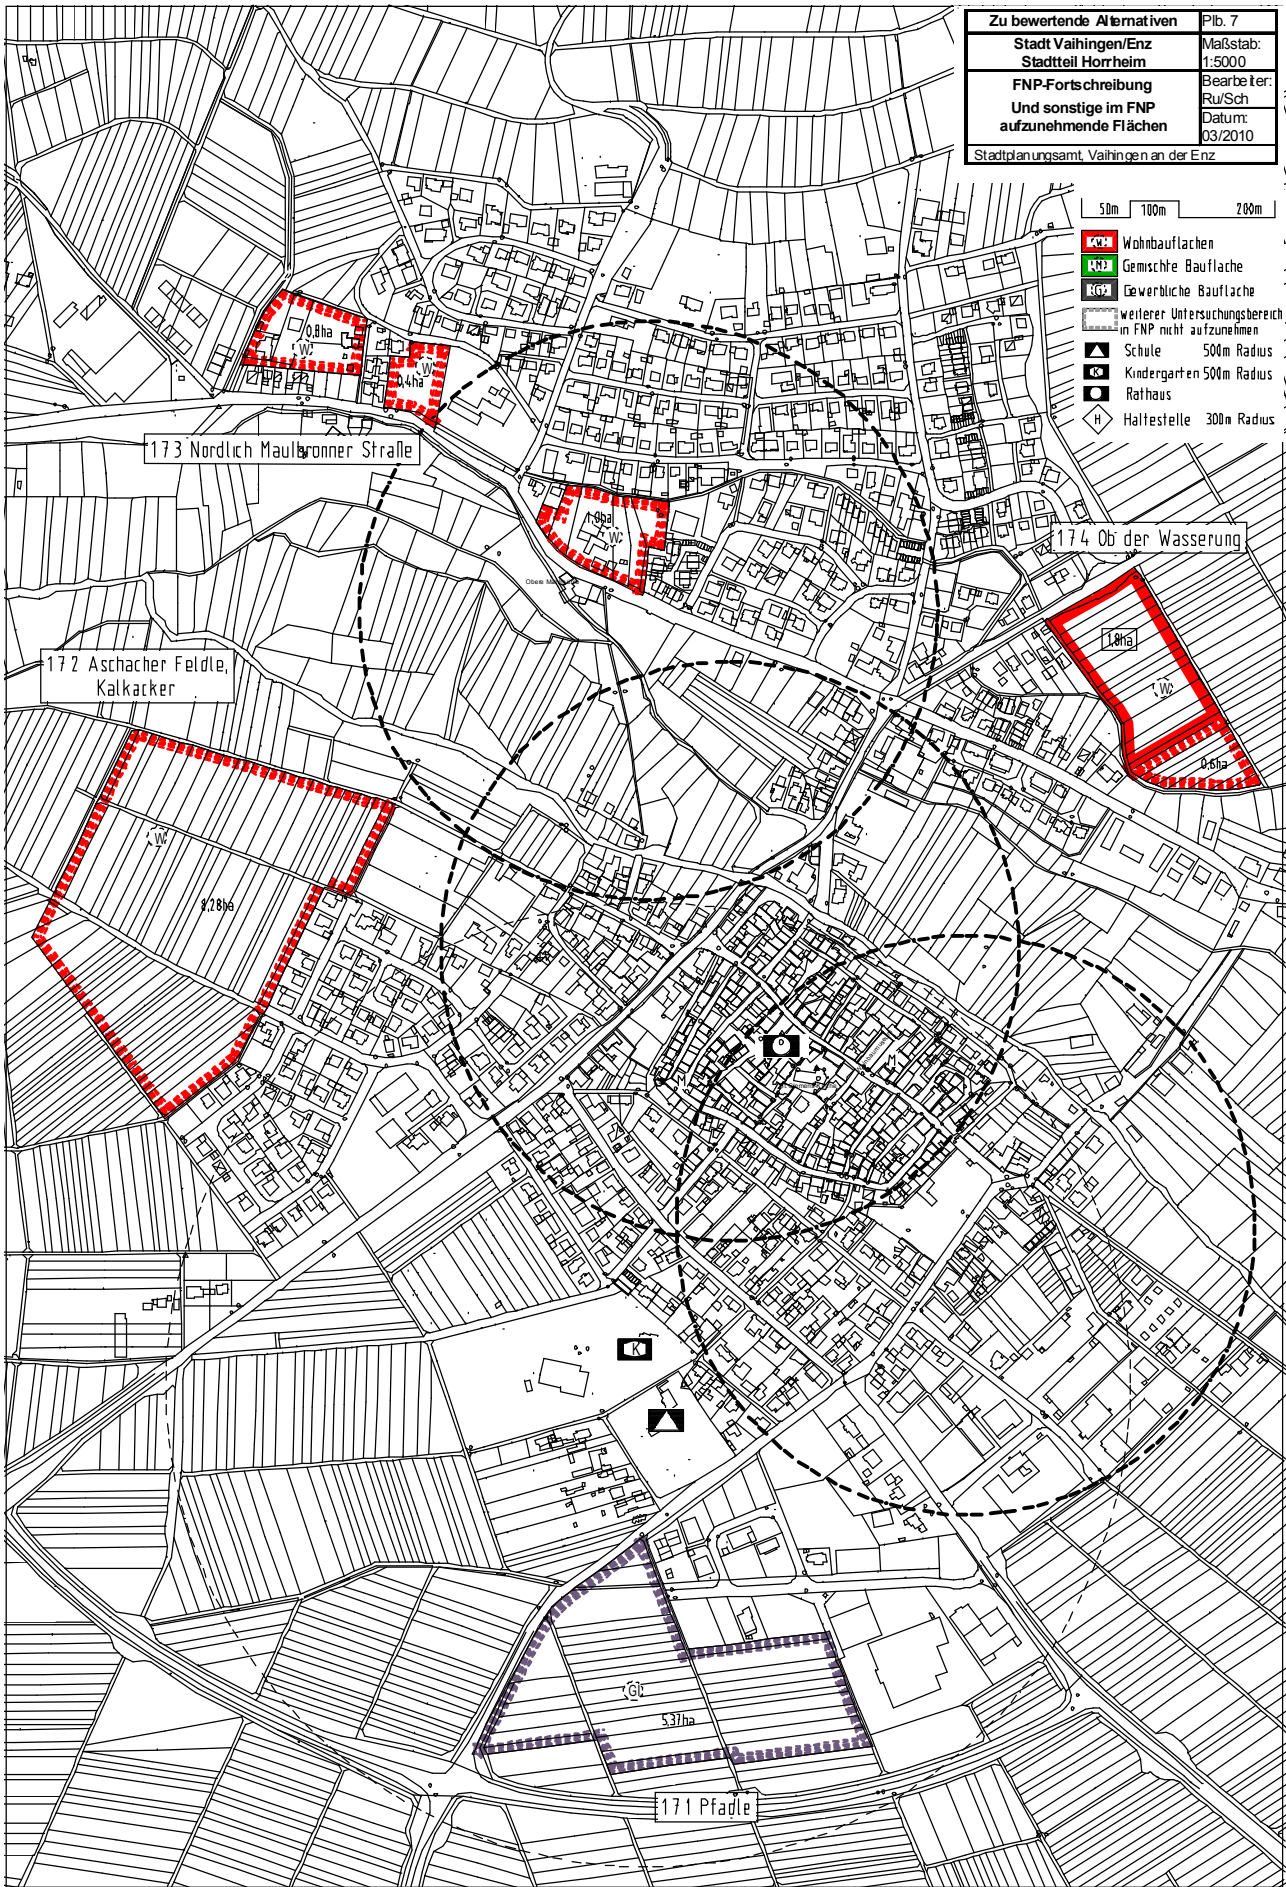 Zu bewertende Alternativen
Plb. 7
Stadt Vaihingen/Enz
Stadtteil Horrheim
Maßstab:
1:5000
FNP-Fortschreibung
Und sonstige im FNP
aufzunehmende Flächen
Bearbeiter:
Ru/Sch
Datum:
03/2010
Stadtplanungsamt, Vaihingen an der Enz
50m 100m 200m
W Wohnbauflachen
M Gemischte Bauflache
G Gewerbliche Bauflache
weiterer Untersuchungsbereich
in FNP nicht aufzunehmen
Schule 500m Radius
K Kindergarten 500m Radius
Rathaus
H Haltestelle 300m Radius
0,8ha
W
W
0,4ha
173 Nordlich Maulbronner Straße
1,0ha
W
174 Ob der Wasserung
1,8ha
W
0,6ha
172 Aschacher Feldle,
Kalkacker
W
8,28ha
K
G
5,37ha
171 Pfadle